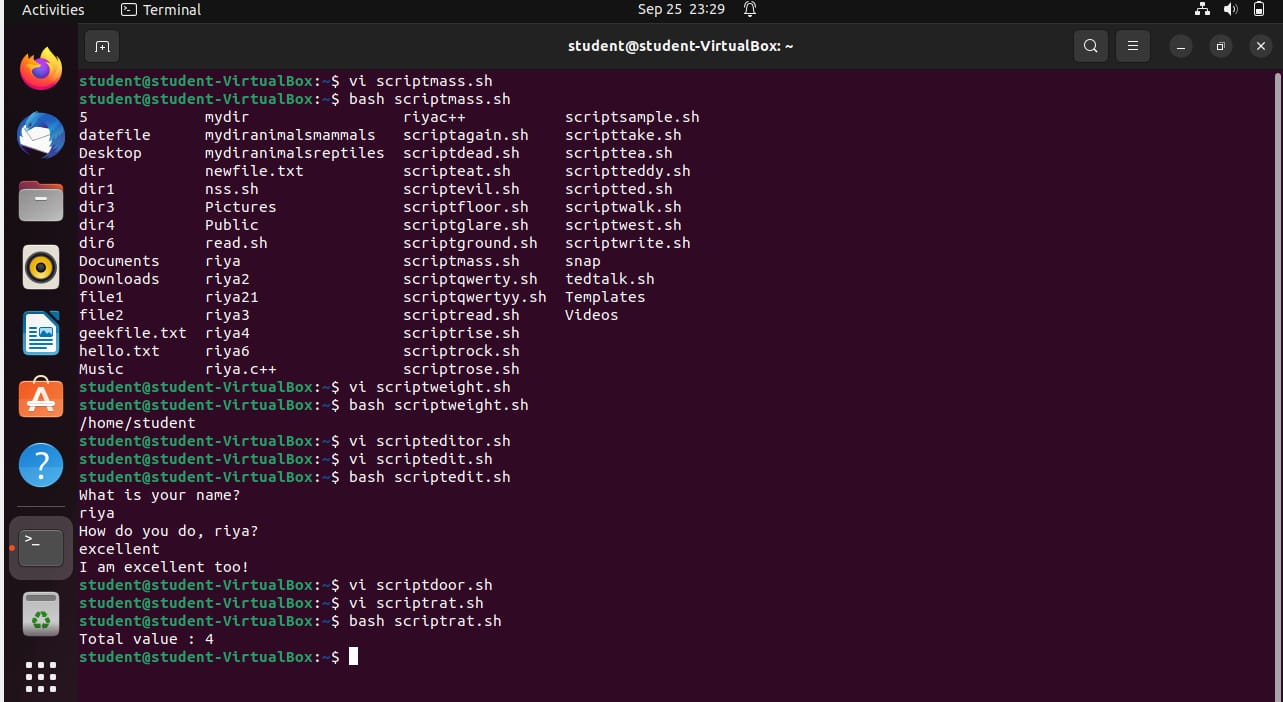 Activities Terminal Sep 25 23:29
student@student-VirtualBox: ~
student@student-VirtualBox:~$ vi scriptmass.sh
student@student-VirtualBox:~$ bash scriptmass.sh
5 mydir riyac++ scriptsample.sh
datefile mydiranimalsmammals scriptagain.sh scripttake.sh
Desktop mydiranimalsreptiles scriptdead.sh scripttea.sh
dir newfile.txt scripteat.sh scriptteddy.sh
dir1 nss.sh scriptevil.sh scriptted.sh
dir3 Pictures scriptfloor.sh scriptwalk.sh
dir4 Public scriptglare.sh scriptwest.sh
dir6 read.sh scriptground.sh scriptwrite.sh
Documents riya scriptmass.sh snap
Downloads riya2 scriptqwerty.sh tedtalk.sh
file1 riya21 scriptqwertyy.sh Templates
file2 riya3 scriptread.sh Videos
geekfile.txt riya4 scriptrise.sh
hello.txt riya6 scriptrock.sh
Music riya.c++ scriptrose.sh
student@student-VirtualBox:~$ vi scriptweight.sh
student@student-VirtualBox:~$ bash scriptweight.sh
/home/student
student@student-VirtualBox:~$ vi scripteditor.sh
student@student-VirtualBox:~$ vi scriptedit.sh
student@student-VirtualBox:~$ bash scriptedit.sh
What is your name?
riya
How do you do, riya?
excellent
I am excellent too!
student@student-VirtualBox:~$ vi scriptdoor.sh
student@student-VirtualBox:~$ vi scriptrat.sh
student@student-VirtualBox:~$ bash scriptrat.sh
Total value : 4
student@student-VirtualBox:~$